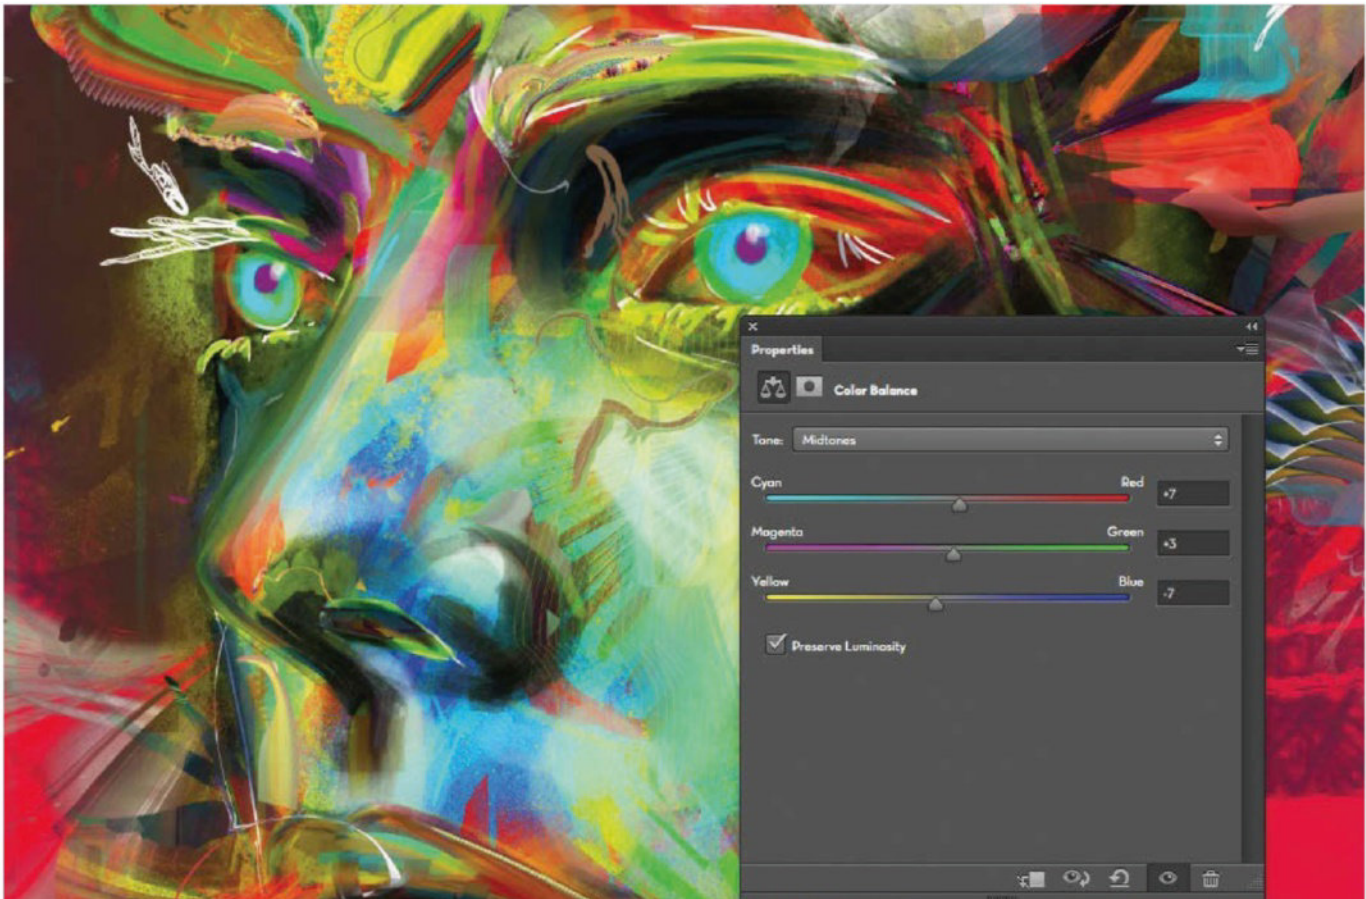 Properties
Color Balance
Tone: Midtones
Cyan Red +7
Magenta Green +3
Yellow Blue -7
Preserve Luminosity